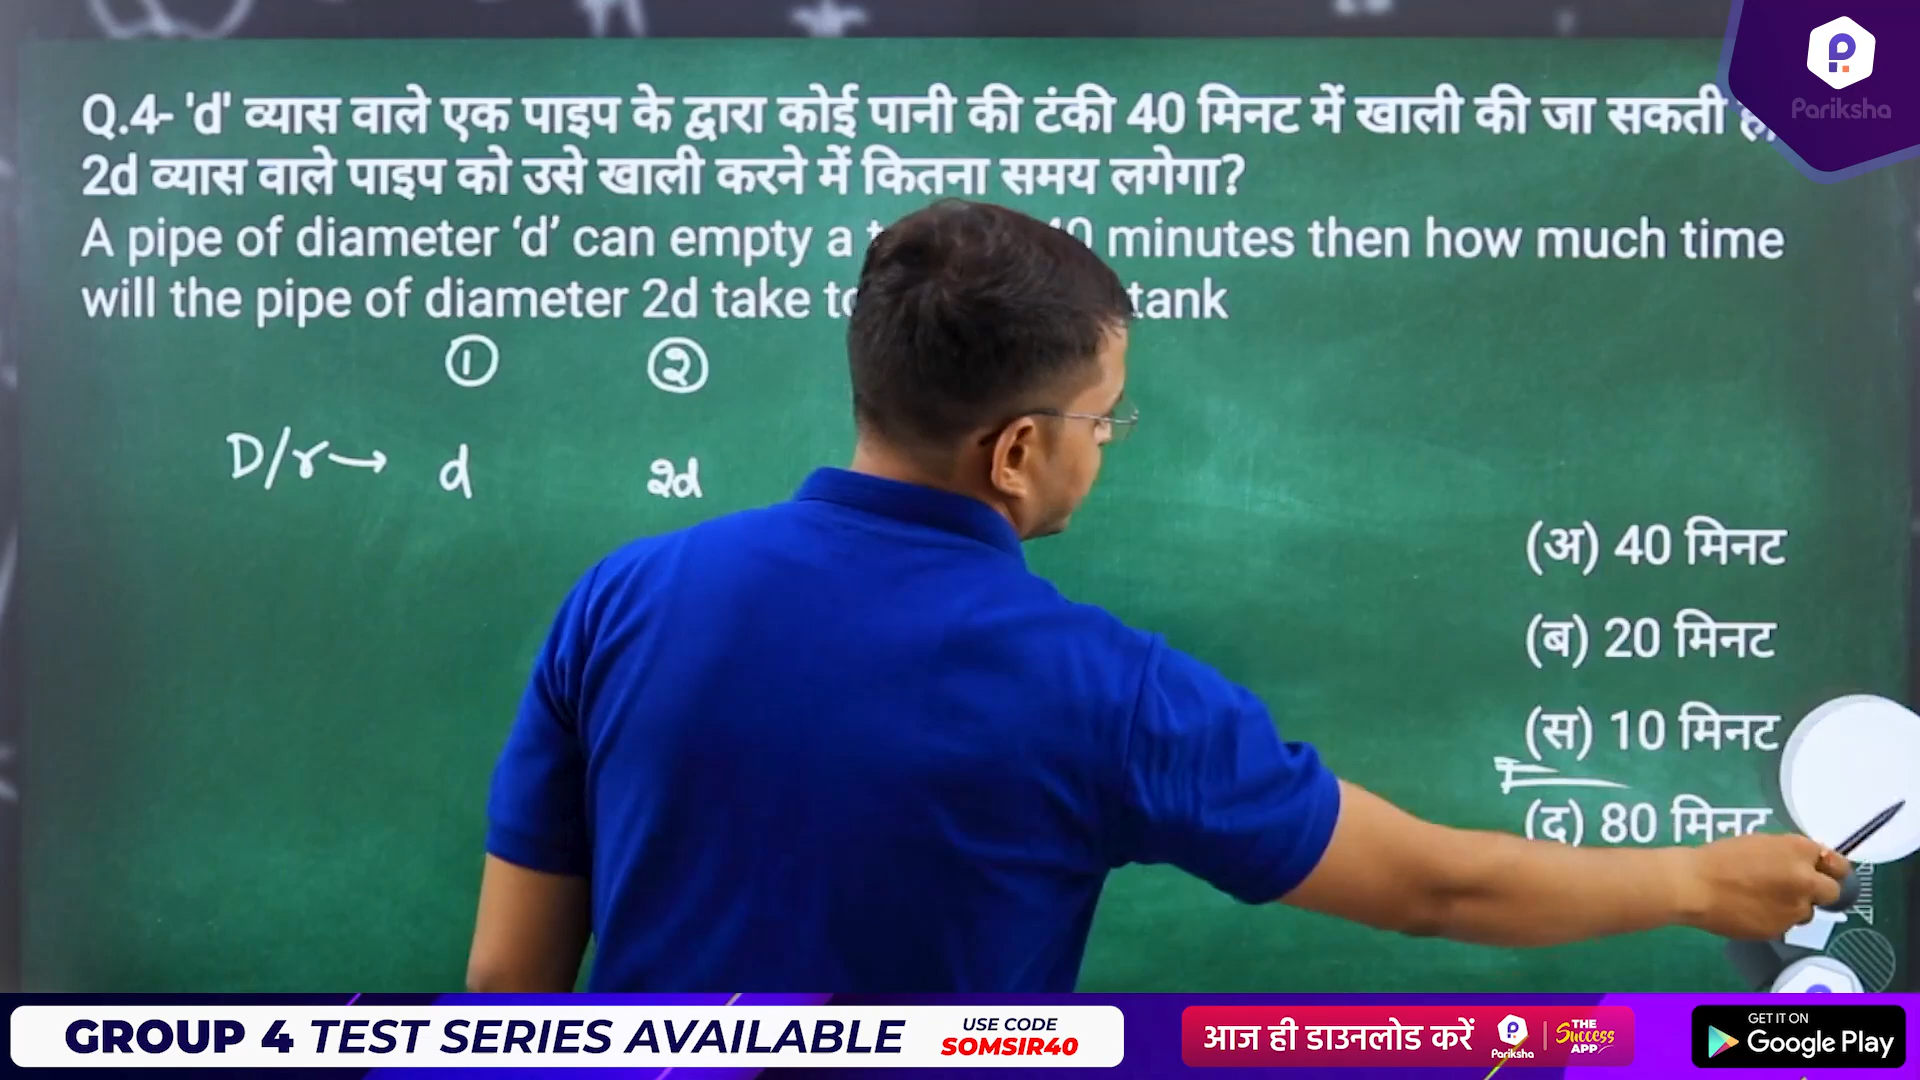 Pariksha
Q.4- 'd' व्यास वाले एक पाइप के द्वारा कोई पानी की टंकी 40 मिनट में खाली की जा सकती
2d व्यास वाले पाइप को उसे खाली करने में कितना समय लगेगा?
A pipe of diameter ‘d’ can empty a minutes then how much time
will the pipe of diameter 2d take tank
① ②
D/r→ d 2d
(अ) 40 मिनट
(ब) 20 मिनट
(स) 10 मिनट
(द) 80 मिनट
GROUP 4 TEST SERIES AVAILABLE
USE CODE
SOMSIR40
आज ही डाउनलोड करें
Pariksha
THE Success APP
GET IT ON
Google Play